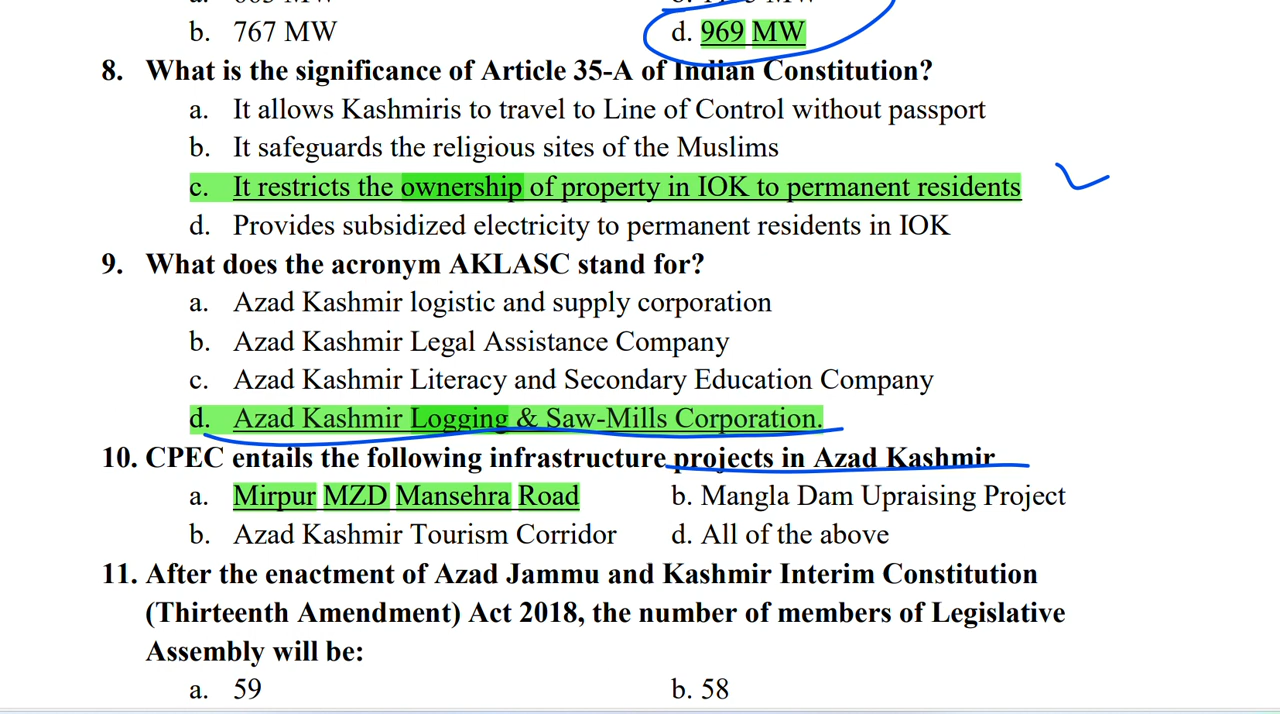 b. 767 MW d. 969 MW
8. What is the significance of Article 35-A of Indian Constitution?
a. It allows Kashmiris to travel to Line of Control without passport
b. It safeguards the religious sites of the Muslims
c. It restricts the ownership of property in IOK to permanent residents
d. Provides subsidized electricity to permanent residents in IOK
9. What does the acronym AKLASC stand for?
a. Azad Kashmir logistic and supply corporation
b. Azad Kashmir Legal Assistance Company
c. Azad Kashmir Literacy and Secondary Education Company
d. Azad Kashmir Logging & Saw-Mills Corporation.
10. CPEC entails the following infrastructure projects in Azad Kashmir
a. Mirpur MZD Mansehra Road b. Mangla Dam Upraising Project
b. Azad Kashmir Tourism Corridor d. All of the above
11. After the enactment of Azad Jammu and Kashmir Interim Constitution
(Thirteenth Amendment) Act 2018, the number of members of Legislative
Assembly will be:
a. 59 b. 58